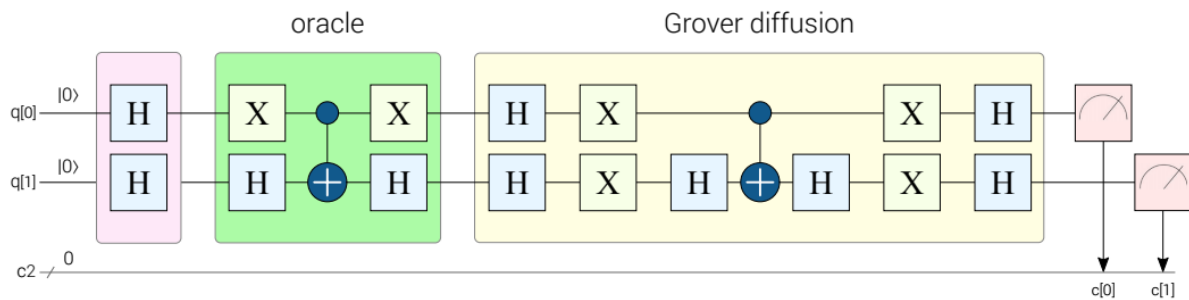 oracle Grover diffusion
|0⟩
q[0] H X X H X X H
|0⟩
q[1] H H H H X H H X H
0
c2
c[0] c[1]